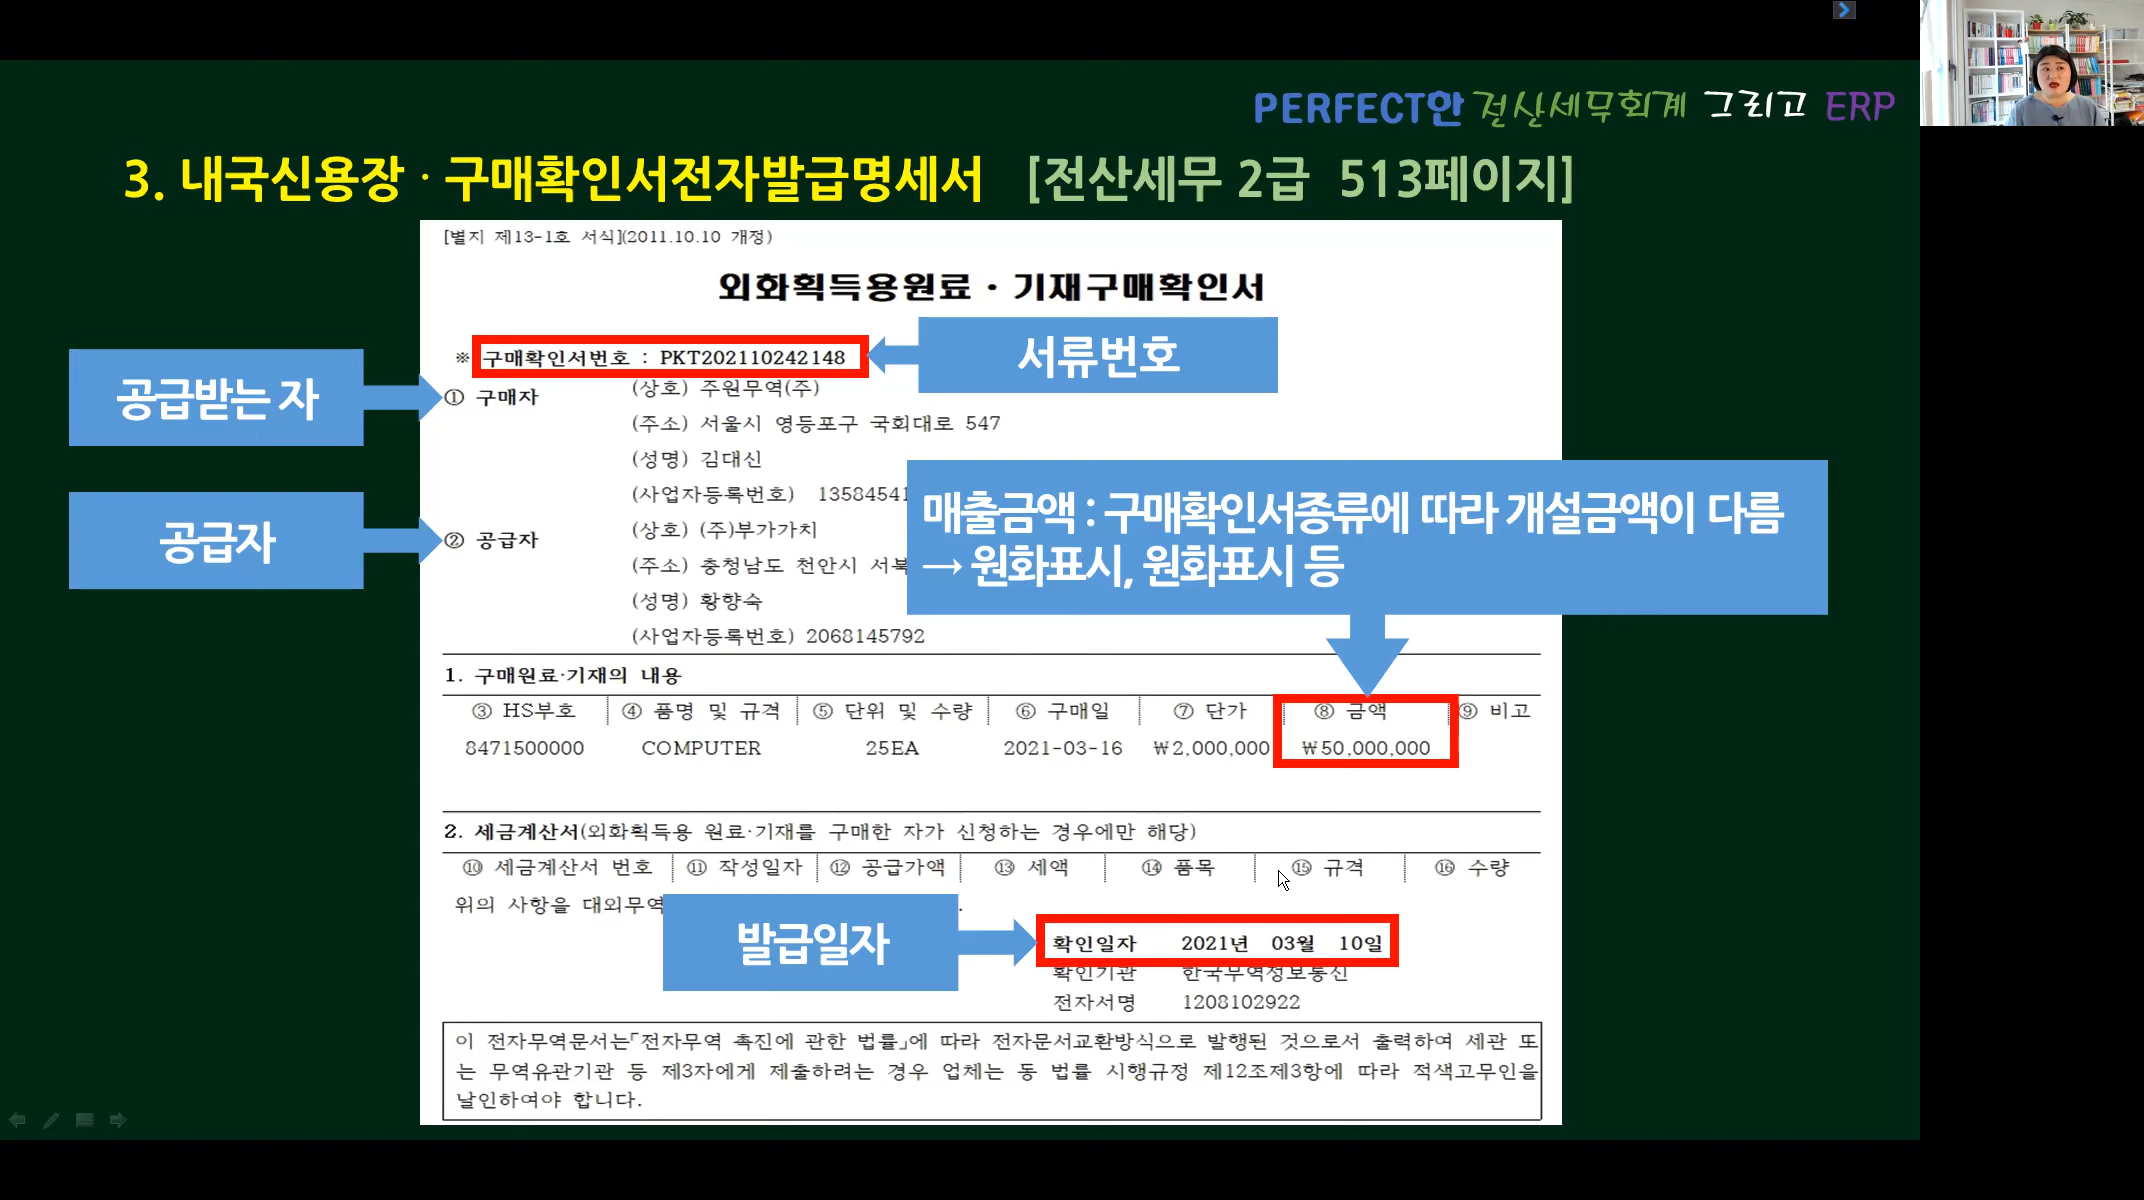 PERFECT한 전산세무회계 그리고 ERP
3. 내국신용장 · 구매확인서전자발급명세서 [전산세무 2급 513페이지]
[별지 제13-1호 서식](2011.10.10 개정)
외화획득용원료 · 기재구매확인서
※ 구매확인서번호 : PKT202110242148
서류번호
공급받는 자
① 구매자
(상호) 주원무역(주)
(주소) 서울시 영등포구 국회대로 547
(성명) 김대신
(사업자등록번호) 13584541
매출금액 : 구매확인서종류에 따라 개설금액이 다름
→ 원화표시, 원화표시 등
공급자
② 공급자
(상호) (주)부가가치
(주소) 충청남도 천안시 서북
(성명) 황향숙
(사업자등록번호) 2068145792
1. 구매원료·기재의 내용
③ HS부호 ④ 품명 및 규격 ⑤ 단위 및 수량 ⑥ 구매일 ⑦ 단가 ⑧ 금액 ⑨ 비고
8471500000 COMPUTER 25EA 2021-03-16 ₩2,000,000 ₩50,000,000
2. 세금계산서(외화획득용 원료·기재를 구매한 자가 신청하는 경우에만 해당)
⑩ 세금계산서 번호 ⑪ 작성일자 ⑫ 공급가액 ⑬ 세액 ⑭ 품목 ⑮ 규격 ⑯ 수량
위의 사항을 대외무역 .
발급일자
확인일자 2021년 03월 10일
확인기관 한국무역정보통신
전자서명 1208102922
이 전자무역문서는「전자무역 촉진에 관한 법률」에 따라 전자문서교환방식으로 발행된 것으로서 출력하여 세관 또
는 무역유관기관 등 제3자에게 제출하려는 경우 업체는 동 법률 시행규정 제12조제3항에 따라 적색고무인을
날인하여야 합니다.